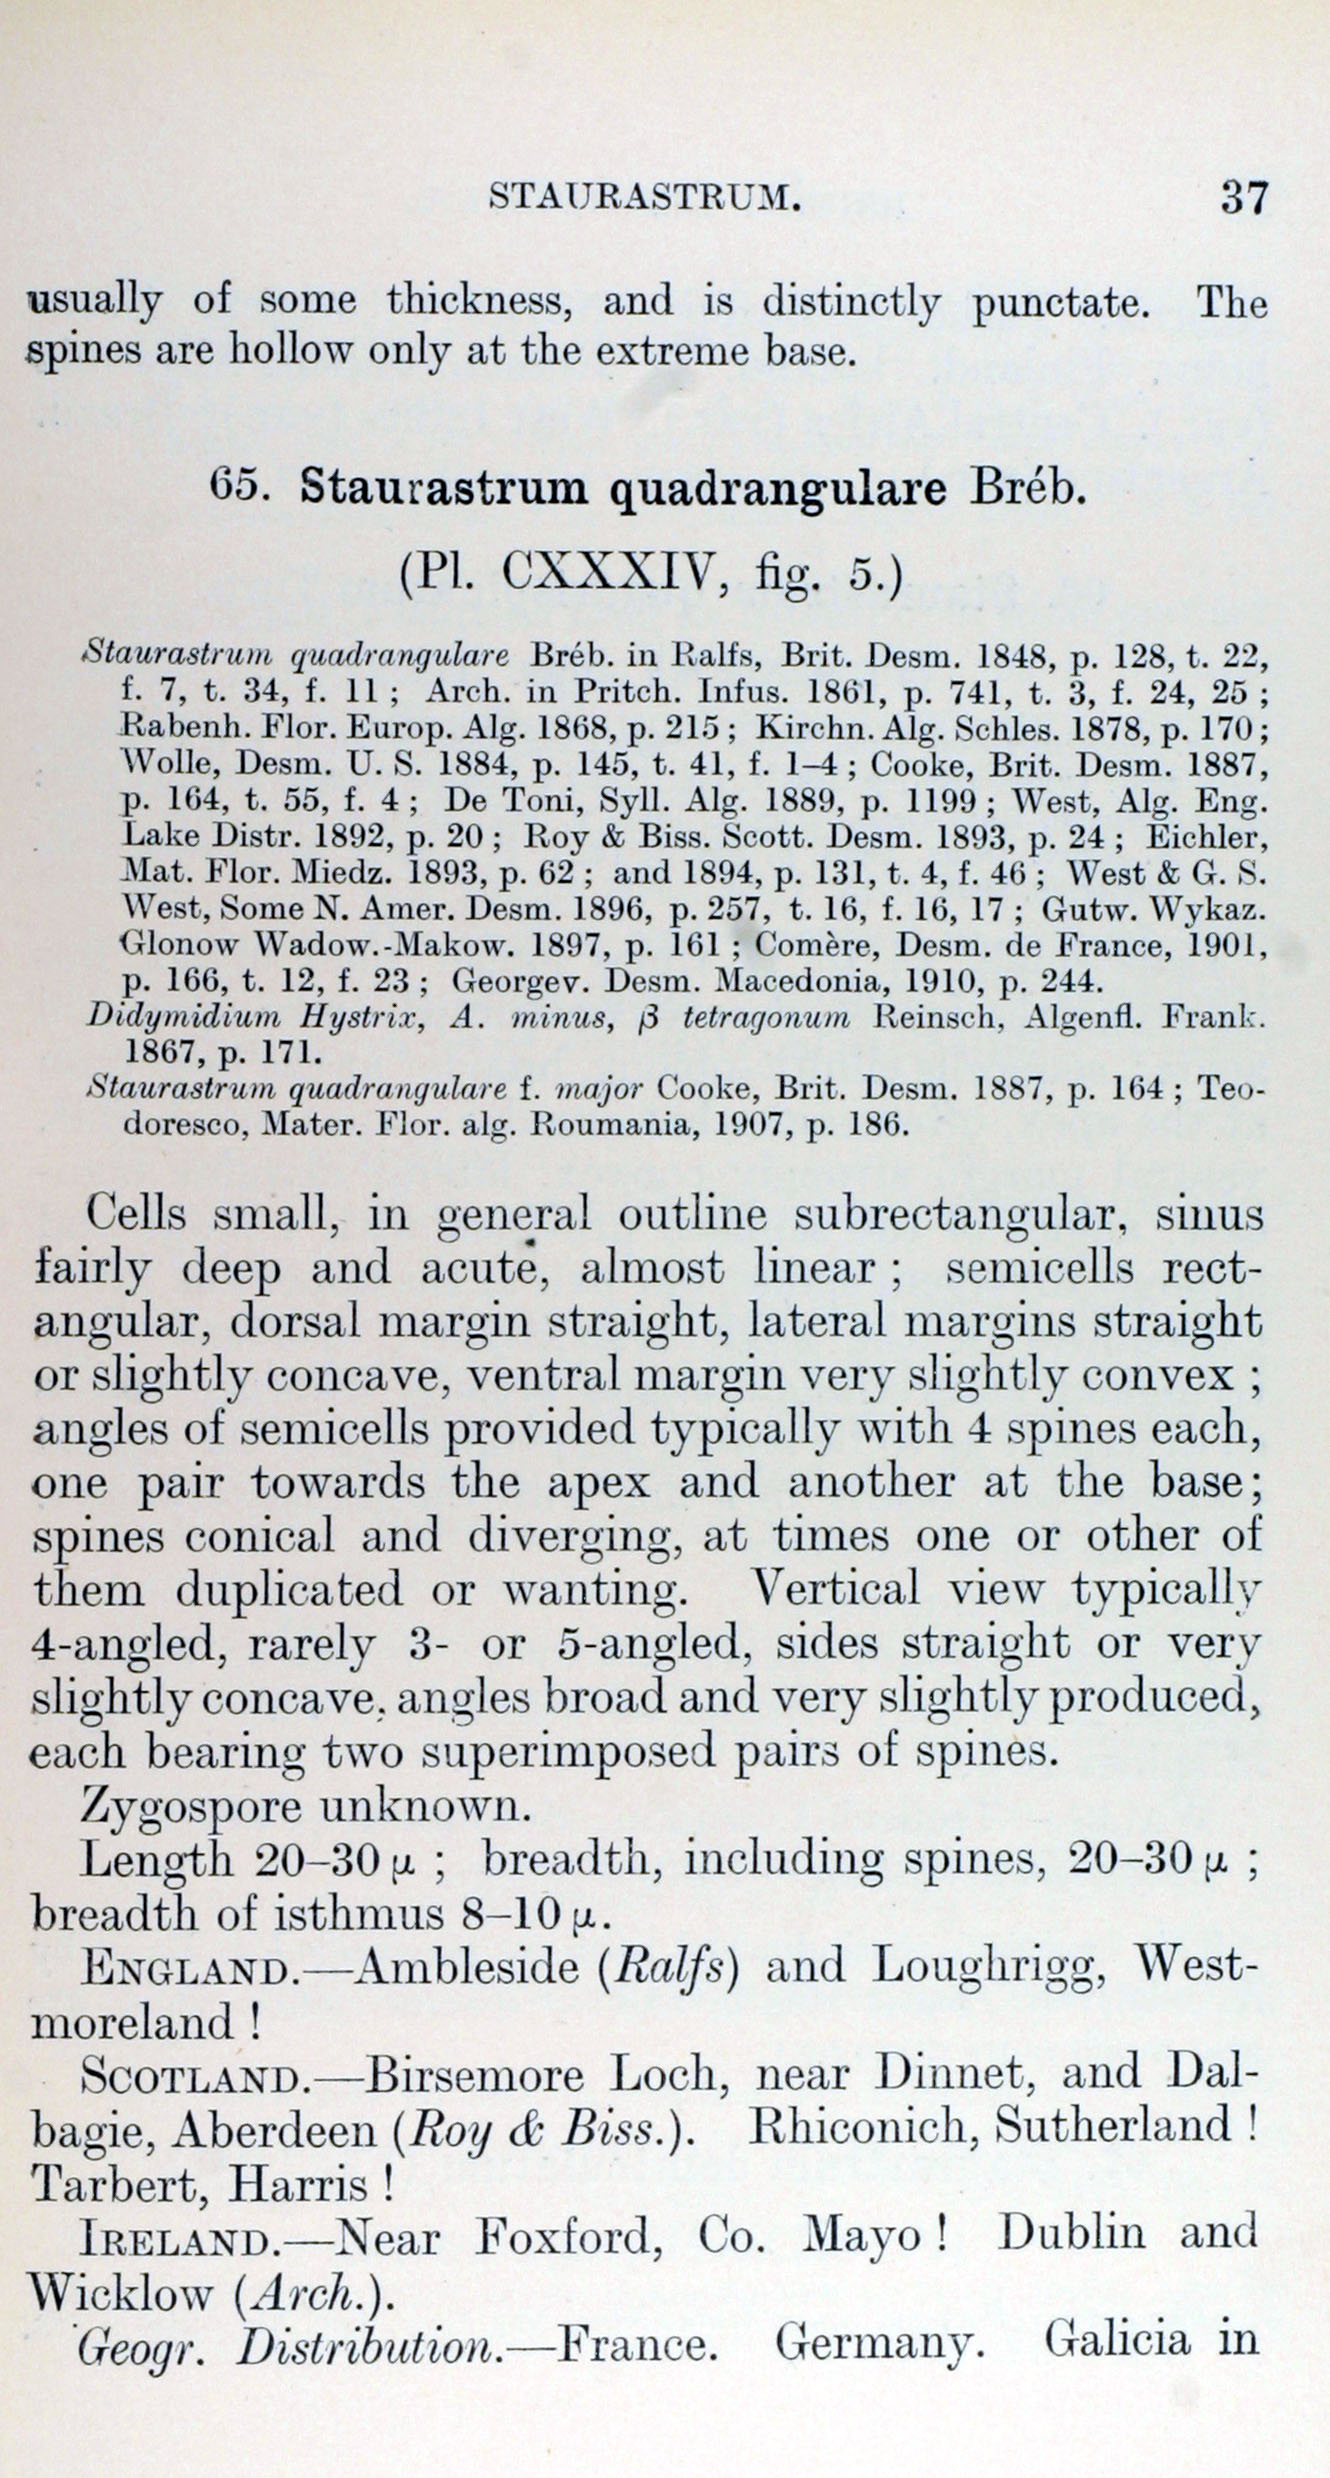 STAURASTRUM. 37
usually of some thickness, and is distinctly punctate. The
spines are hollow only at the extreme base.
65. Staurastrum quadrangulare Bréb.
(Pl. CXXXIV, fig. 5.)
Staurastrum quadrangulare Bréb. in Ralfs, Brit. Desm. 1848, p. 128, t. 22,
f. 7, t. 34, f. 11 ; Arch. in Pritch. Infus. 1861, p. 741, t. 3, f. 24, 25 ;
Rabenh. Flor. Europ. Alg. 1868, p. 215 ; Kirchn. Alg. Schles. 1878, p. 170 ;
Wolle, Desm. U. S. 1884, p. 145, t. 41, f. 1–4 ; Cooke, Brit. Desm. 1887,
p. 164, t. 55, f. 4 ; De Toni, Syll. Alg. 1889, p. 1199 ; West, Alg. Eng.
Lake Distr. 1892, p. 20 ; Roy & Biss. Scott. Desm. 1893, p. 24 ; Eichler,
Mat. Flor. Miedz. 1893, p. 62 ; and 1894, p. 131, t. 4, f. 46 ; West & G. S.
West, Some N. Amer. Desm. 1896, p. 257, t. 16, f. 16, 17 ; Gutw. Wykaz.
Glonow Wadow.-Makow. 1897, p. 161 ; Comère, Desm. de France, 1901,
p. 166, t. 12, f. 23 ; Georgev. Desm. Macedonia, 1910, p. 244.
Didymidium Hystrix, A. minus, β tetragonum Reinsch, Algenfl. Frank.
1867, p. 171.
Staurastrum quadrangulare f. major Cooke, Brit. Desm. 1887, p. 164 ; Teo-
doresco, Mater. Flor. alg. Roumania, 1907, p. 186.
Cells small, in general outline subrectangular, sinus
fairly deep and acute, almost linear ; semicells rect-
angular, dorsal margin straight, lateral margins straight
or slightly concave, ventral margin very slightly convex ;
angles of semicells provided typically with 4 spines each,
one pair towards the apex and another at the base ;
spines conical and diverging, at times one or other of
them duplicated or wanting. Vertical view typically
4-angled, rarely 3- or 5-angled, sides straight or very
slightly concave, angles broad and very slightly produced,
each bearing two superimposed pairs of spines.
Zygospore unknown.
Length 20–30 μ ; breadth, including spines, 20–30 μ ;
breadth of isthmus 8–10 μ.
ENGLAND.—Ambleside (Ralfs) and Loughrigg, West-
moreland !
SCOTLAND.—Birsemore Loch, near Dinnet, and Dal-
bagie, Aberdeen (Roy & Biss.). Rhiconich, Sutherland !
Tarbert, Harris !
IRELAND.—Near Foxford, Co. Mayo ! Dublin and
Wicklow (Arch.).
Geogr. Distribution.—France. Germany. Galicia in